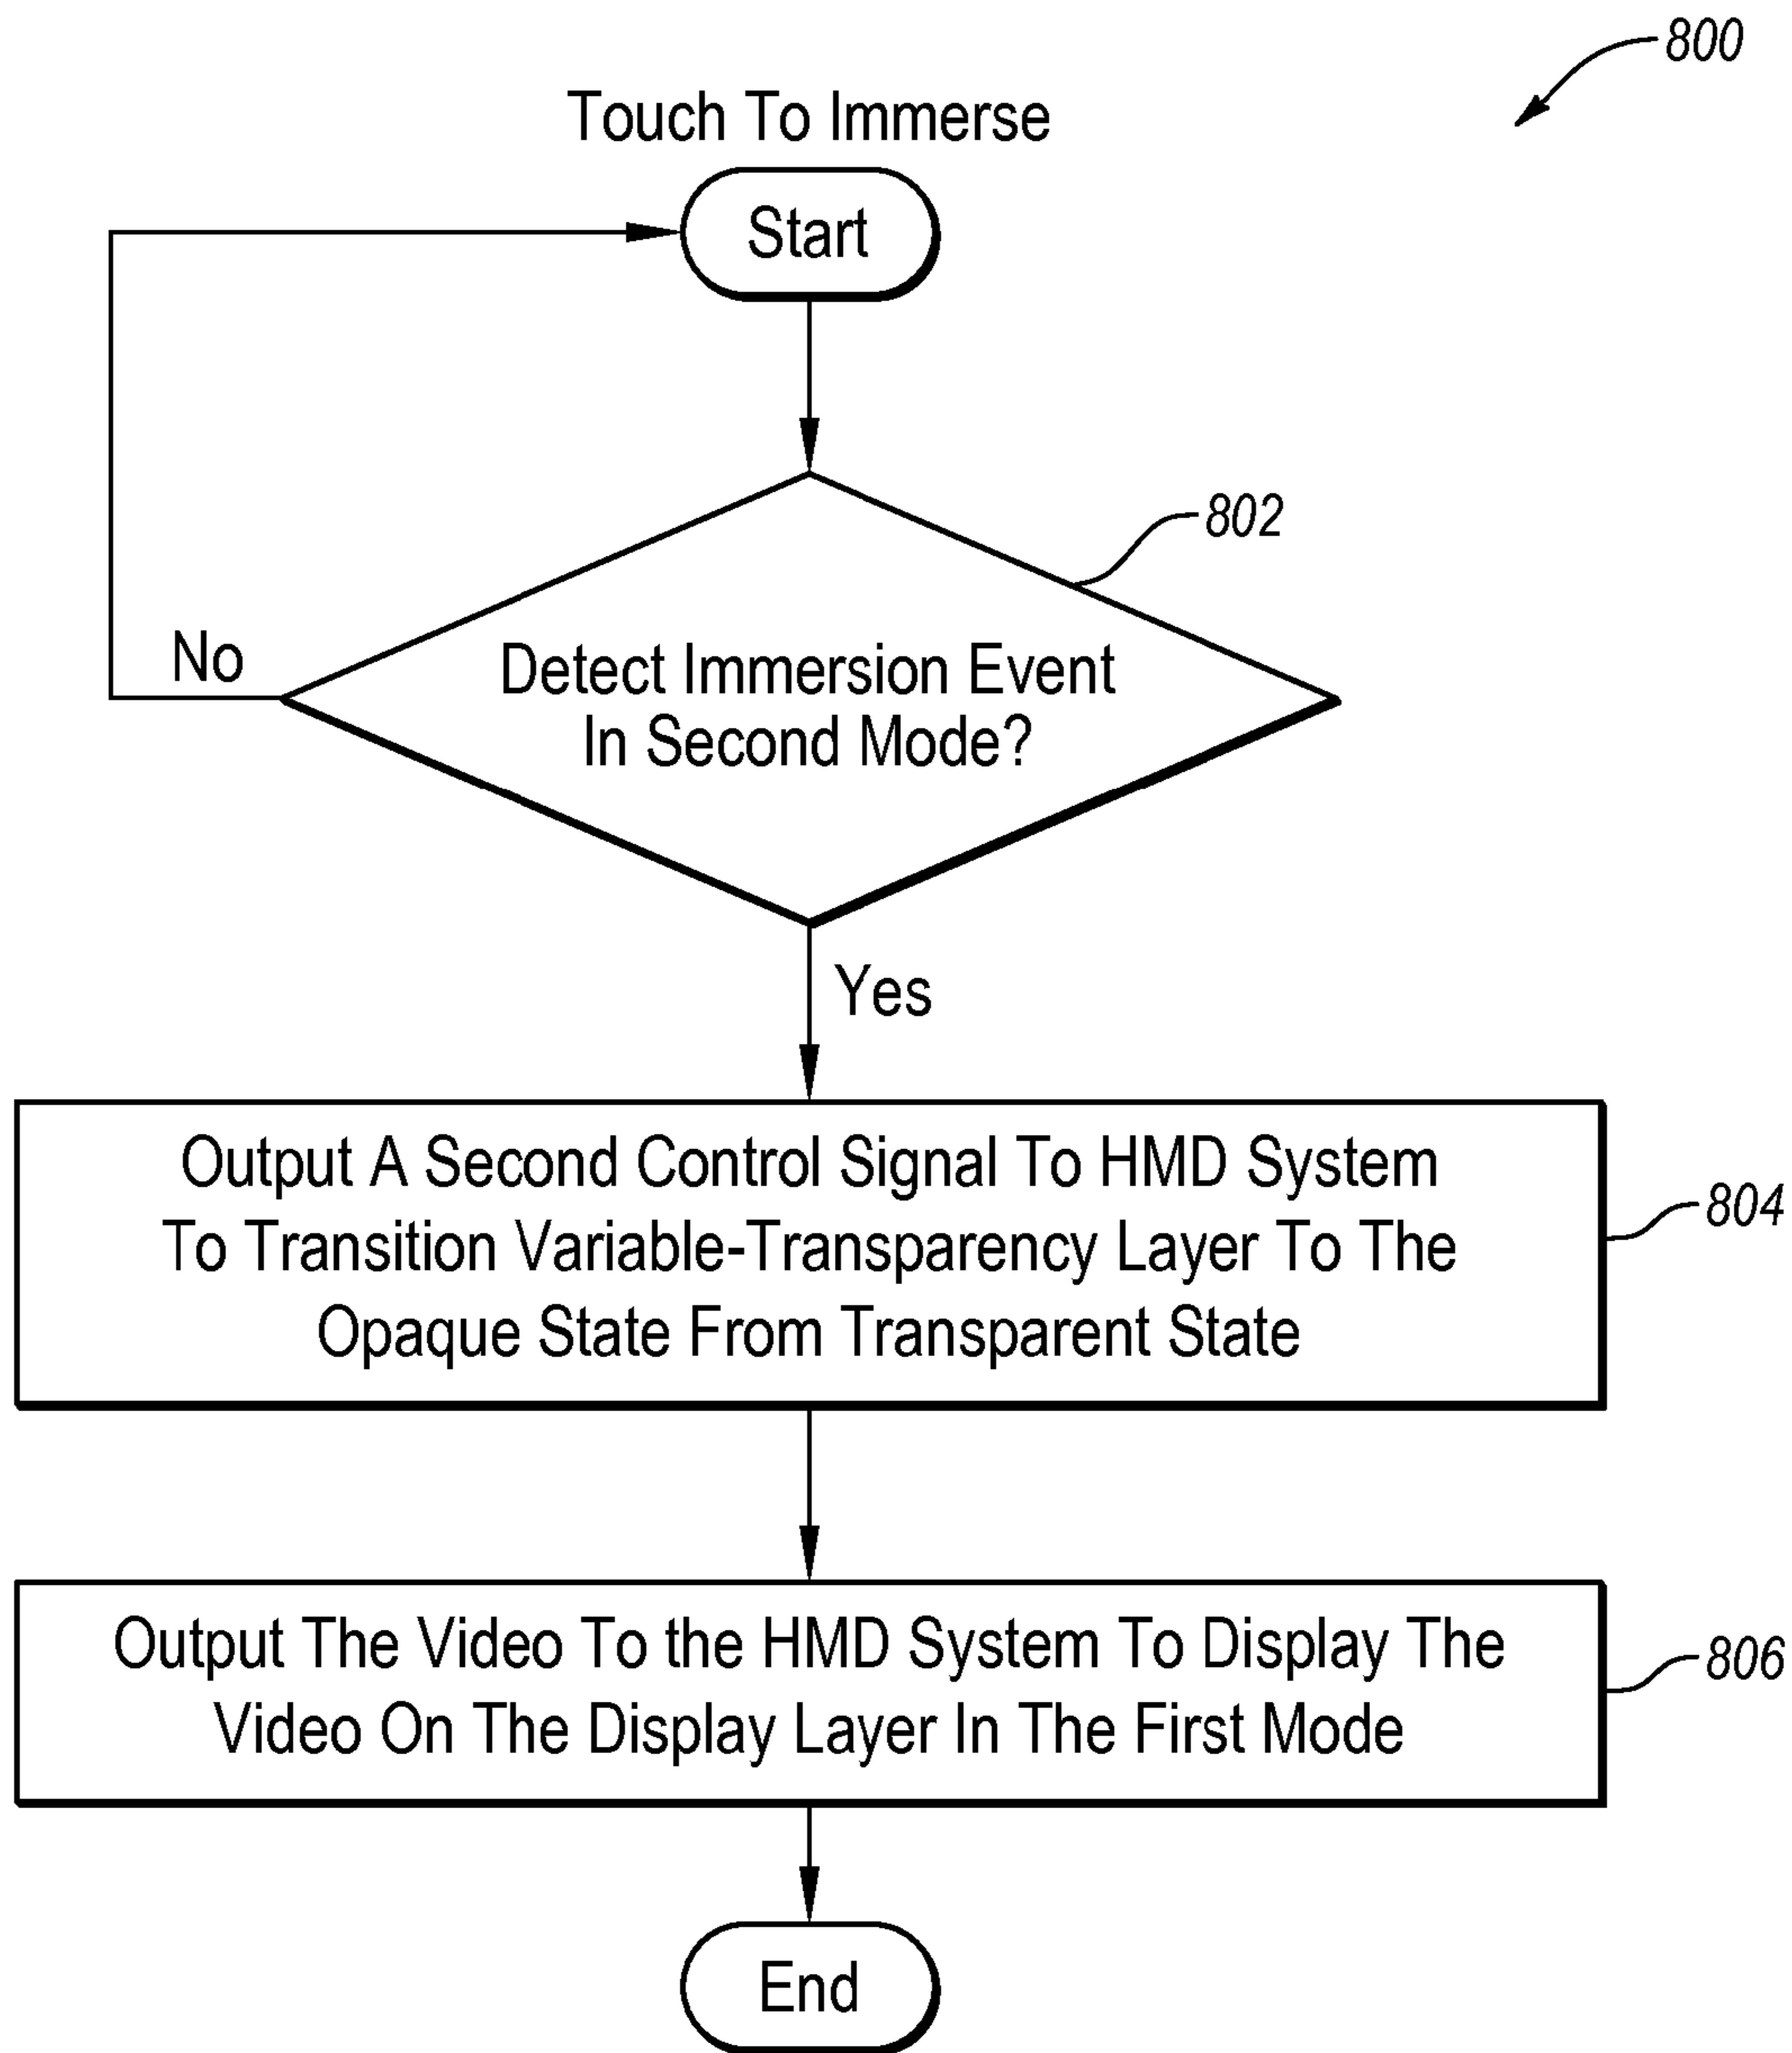 800
Touch To Immerse
Start
802
No
Detect Immersion Event
In Second Mode?
Yes
Output A Second Control Signal To HMD System
To Transition Variable-Transparency Layer To The
Opaque State From Transparent State
804
Output The Video To the HMD System To Display The
Video On The Display Layer In The First Mode
806
End